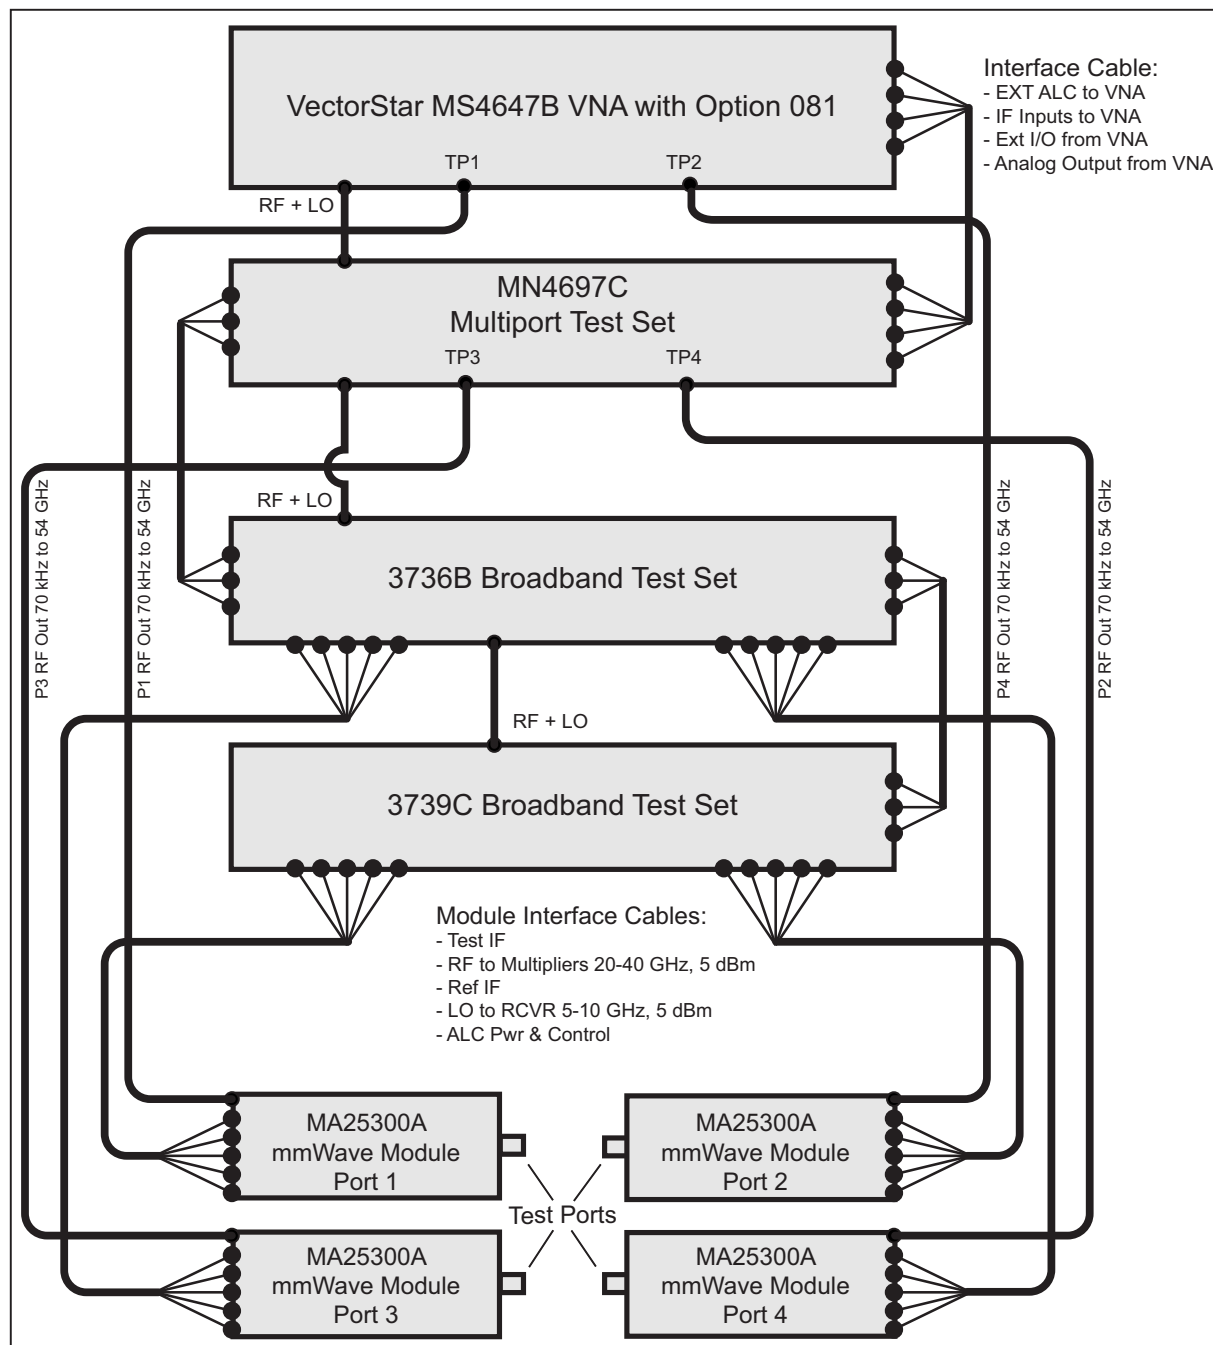 VectorStar MS4647B VNA with Option 081
TP1
TP2
Interface Cable:
- EXT ALC to VNA
- IF Inputs to VNA
- Ext I/O from VNA
- Analog Output from VNA
RF + LO
MN4697C
Multiport Test Set
TP3
TP4
RF + LO
P3 RF Out 70 kHz to 54 GHz
P1 RF Out 70 kHz to 54 GHz
3736B Broadband Test Set
P4 RF Out 70 kHz to 54 GHz
P2 RF Out 70 kHz to 54 GHz
RF + LO
3739C Broadband Test Set
Module Interface Cables:
- Test IF
- RF to Multipliers 20-40 GHz, 5 dBm
- Ref IF
- LO to RCVR 5-10 GHz, 5 dBm
- ALC Pwr & Control
MA25300A
mmWave Module
Port 1
MA25300A
mmWave Module
Port 2
Test Ports
MA25300A
mmWave Module
Port 3
MA25300A
mmWave Module
Port 4